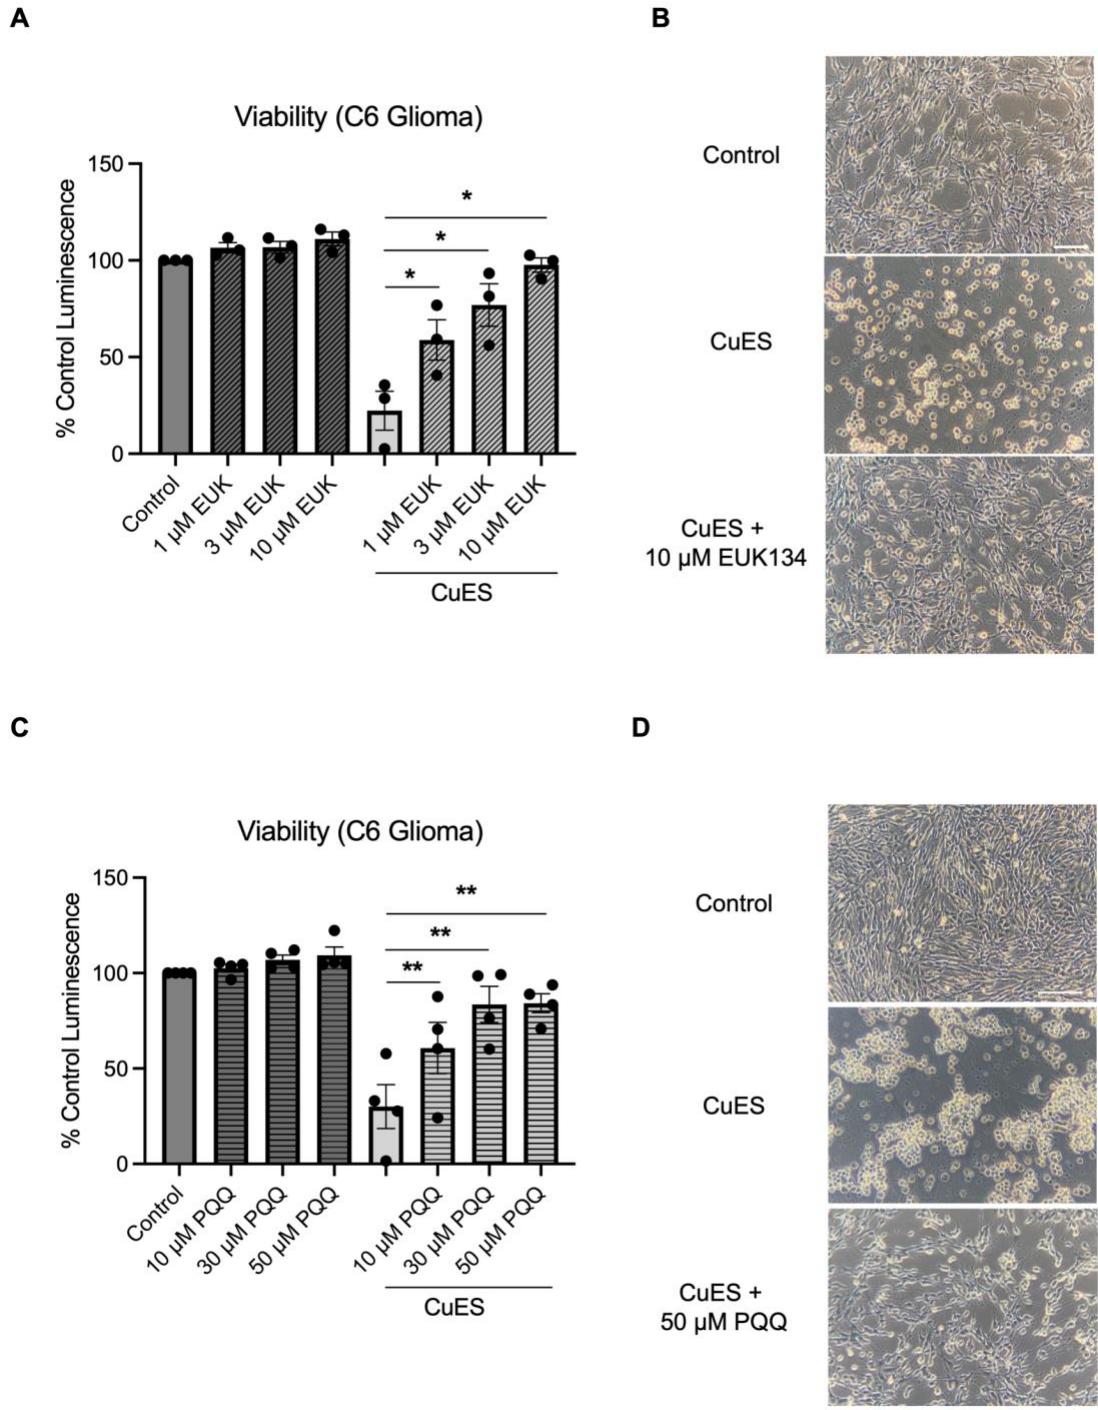 A
B
Viability (C6 Glioma)
% Control Luminescence
150
100
50
0
*
*
*
Control
1 µM EUK
3 µM EUK
10 µM EUK
1 µM EUK
3 µM EUK
10 µM EUK
CuES
Control
CuES
CuES +
10 µM EUK134
C
D
Viability (C6 Glioma)
% Control Luminescence
150
100
50
0
**
**
**
Control
10 µM PQQ
30 µM PQQ
50 µM PQQ
10 µM PQQ
30 µM PQQ
50 µM PQQ
CuES
Control
CuES
CuES +
50 µM PQQ